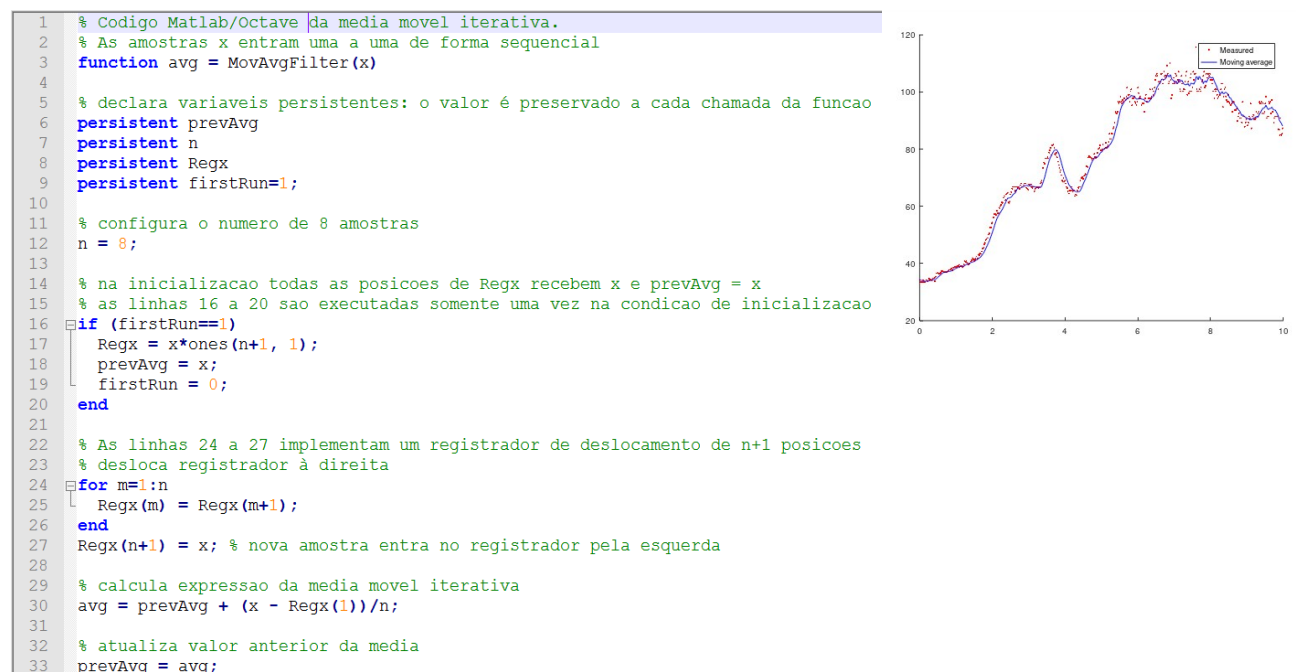 1 % Codigo Matlab/Octave da media movel iterativa.
2 % As amostras x entram uma a uma de forma sequencial
3 function avg = MovAvgFilter(x)
4
5 % declara variaveis persistentes: o valor é preservado a cada chamada da funcao
6 persistent prevAvg
7 persistent n
8 persistent Regx
9 persistent firstRun=1;
10
11 % configura o numero de 8 amostras
12 n = 8;
13
14 % na inicializacao todas as posicoes de Regx recebem x e prevAvg = x
15 % as linhas 16 a 20 sao executadas somente uma vez na condicao de inicializacao
16 if (firstRun==1)
17 Regx = x*ones(n+1, 1);
18 prevAvg = x;
19 firstRun = 0;
20 end
21
22 % As linhas 24 a 27 implementam um registrador de deslocamento de n+1 posicoes
23 % desloca registrador à direita
24 for m=1:n
25 Regx(m) = Regx(m+1);
26 end
27 Regx(n+1) = x; % nova amostra entra no registrador pela esquerda
28
29 % calcula expressao da media movel iterativa
30 avg = prevAvg + (x - Regx(1))/n;
31
32 % atualiza valor anterior da media
33 prevAvg = avg;
120
100
80
60
40
20
0 2 4 6 8 10
Measured
Moving average